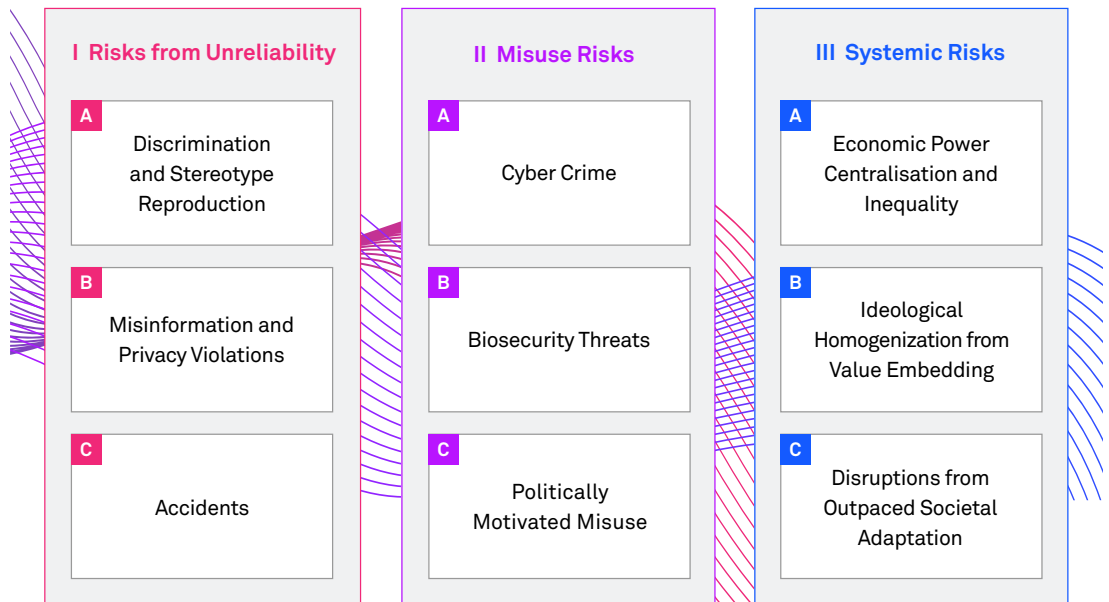 I Risks from Unreliability
A
Discrimination
and Stereotype
Reproduction
B
Misinformation and
Privacy Violations
C
Accidents
II Misuse Risks
A
Cyber Crime
B
Biosecurity Threats
C
Politically
Motivated Misuse
III Systemic Risks
A
Economic Power
Centralisation and
Inequality
B
Ideological
Homogenization from
Value Embedding
C
Disruptions from
Outpaced Societal
Adaptation